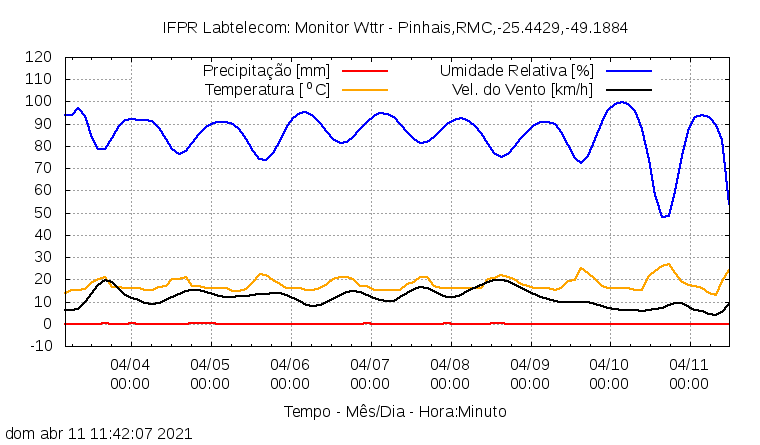 IFPR Labtelecom: Monitor Wttr - Pinhais,RMC,-25.4429,-49.1884
Precipitação [mm]
Temperatura [⁰C]
Umidade Relativa [%]
Vel. do Vento [km/h]
120
110
100
90
80
70
60
50
40
30
20
10
0
-10
04/04 04/05 04/06 04/07 04/08 04/09 04/10 04/11
00:00 00:00 00:00 00:00 00:00 00:00 00:00 00:00
Tempo - Mês/Dia - Hora:Minuto
dom abr 11 11:42:07 2021